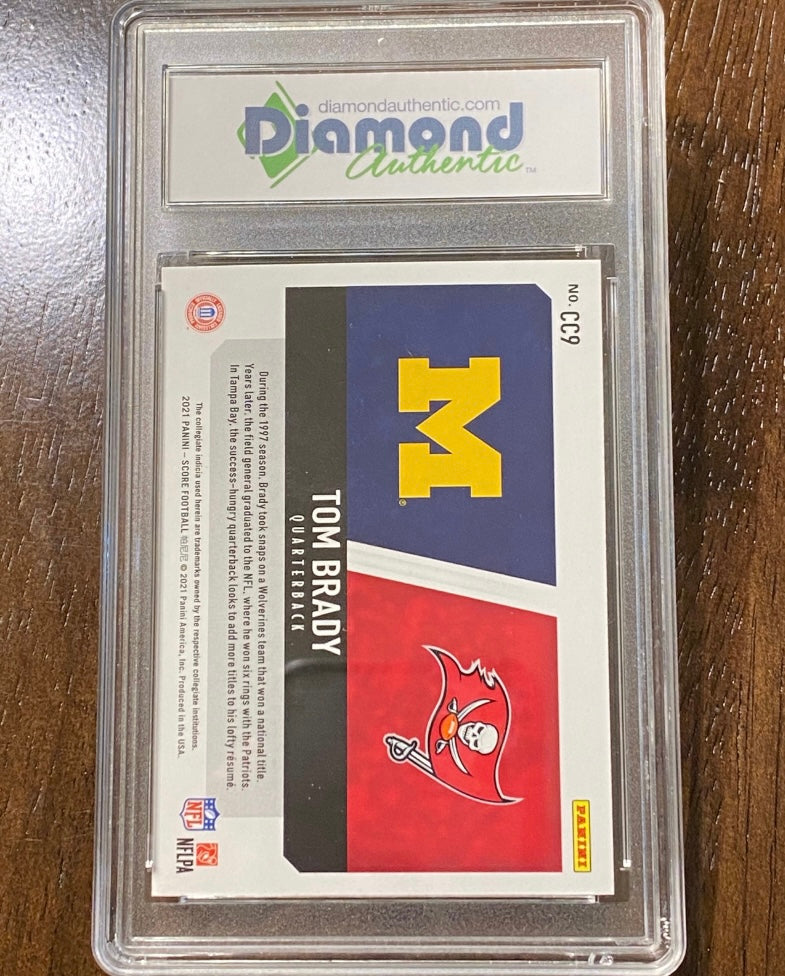 diamondauthentic.com
Diamond
Authentic™
No. CC9
PANINI
M®
TOM BRADY
QUARTERBACK
During the 1997 season, Brady took snaps on a Wolverines team that won a national title.
Years later, the field general graduated to the NFL, where he won six rings with the Patriots.
In Tampa Bay, the success-hungry quarterback looks to add more titles to his lofty résumé.
The collegiate indicia used herein are trademarks owned by the respective collegiate institutions.
2021 PANINI – SCORE FOOTBALL © 2021 Panini America, Inc. Produced in the USA.
NFL
NFLPA